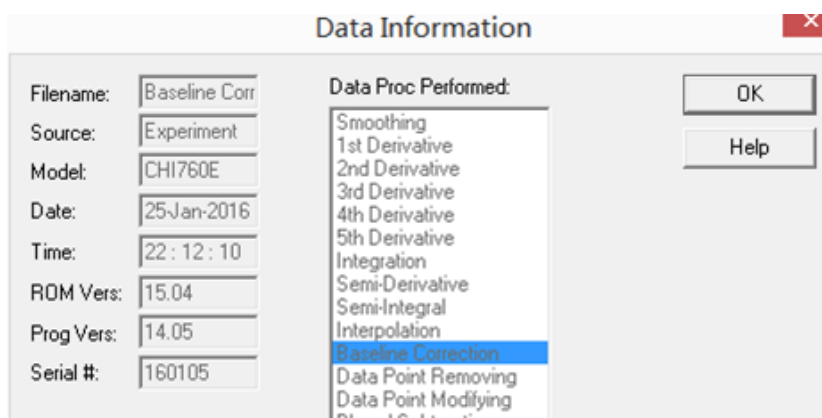 Data Information
Filename: Baseline Corr
Source: Experiment
Model: CHI760E
Date: 25-Jan-2016
Time: 22 : 12 : 10
ROM Vers: 15.04
Prog Vers: 14.05
Serial #: 160105
Data Proc Performed:
Smoothing
1st Derivative
2nd Derivative
3rd Derivative
4th Derivative
5th Derivative
Integration
Semi-Derivative
Semi-Integral
Interpolation
Baseline Correction
Data Point Removing
Data Point Modifying
OK
Help